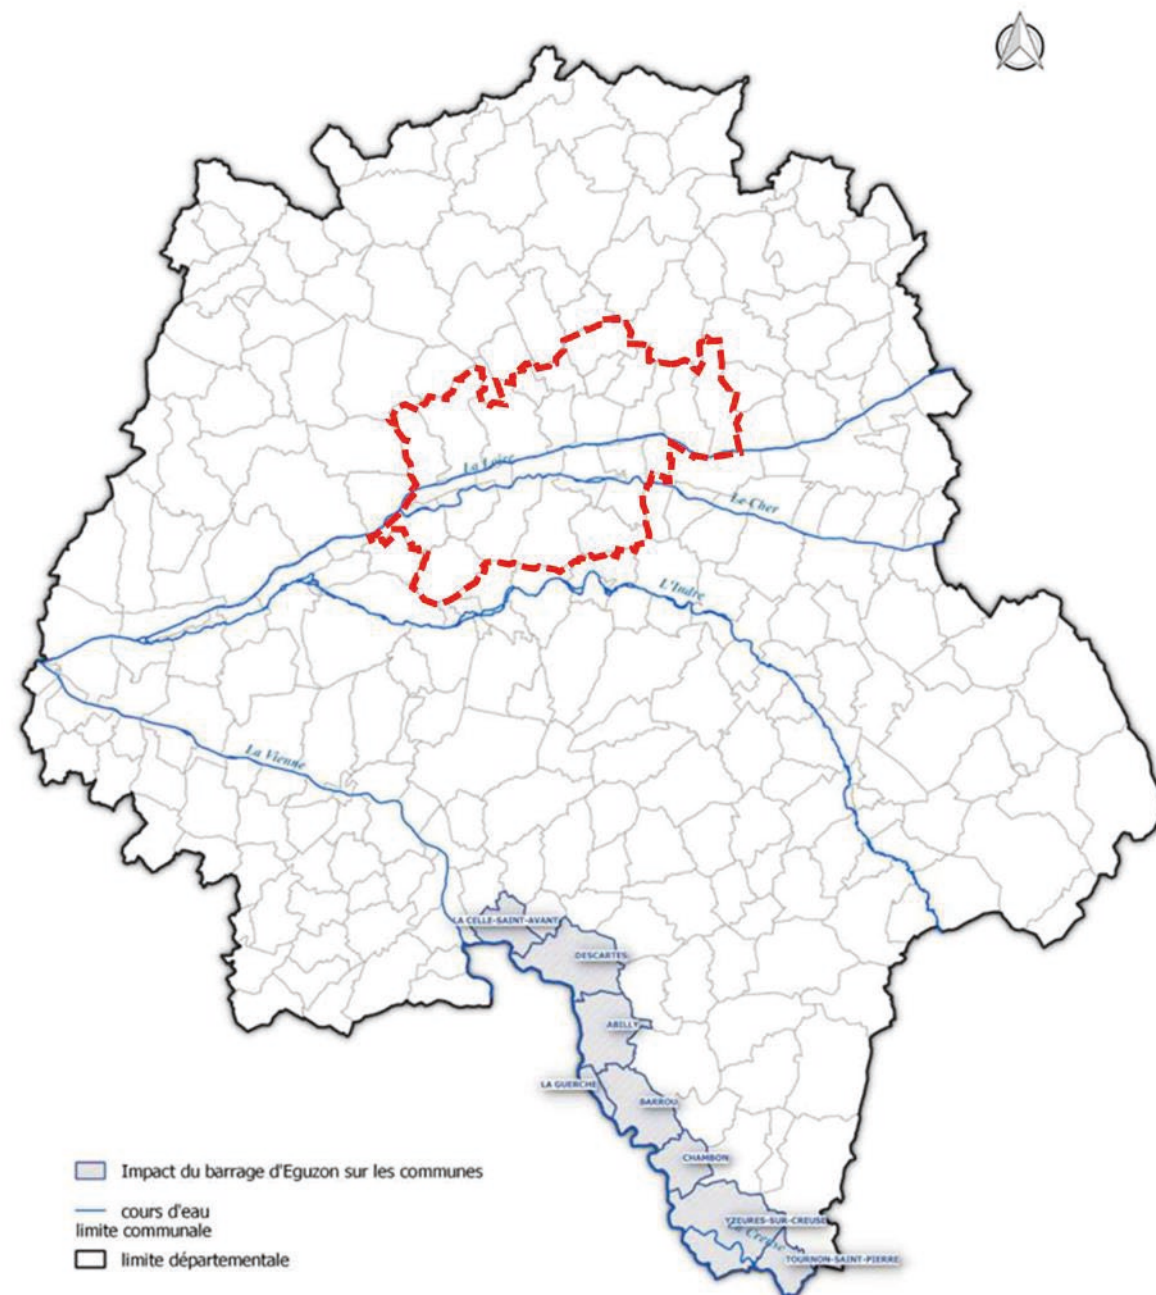 La Loire
Le Cher
L'Indre
La Vienne
LA CELLE-SAINT-AVANT
DESCARTES
ABILLY
LA GUERCHE
BARROU
CHAMBON
YZEURES-SUR-CREUSE
La Creuse
TOURNON-SAINT-PIERRE
Impact du barrage d'Eguzon sur les communes
cours d'eau
limite communale
limite départementale